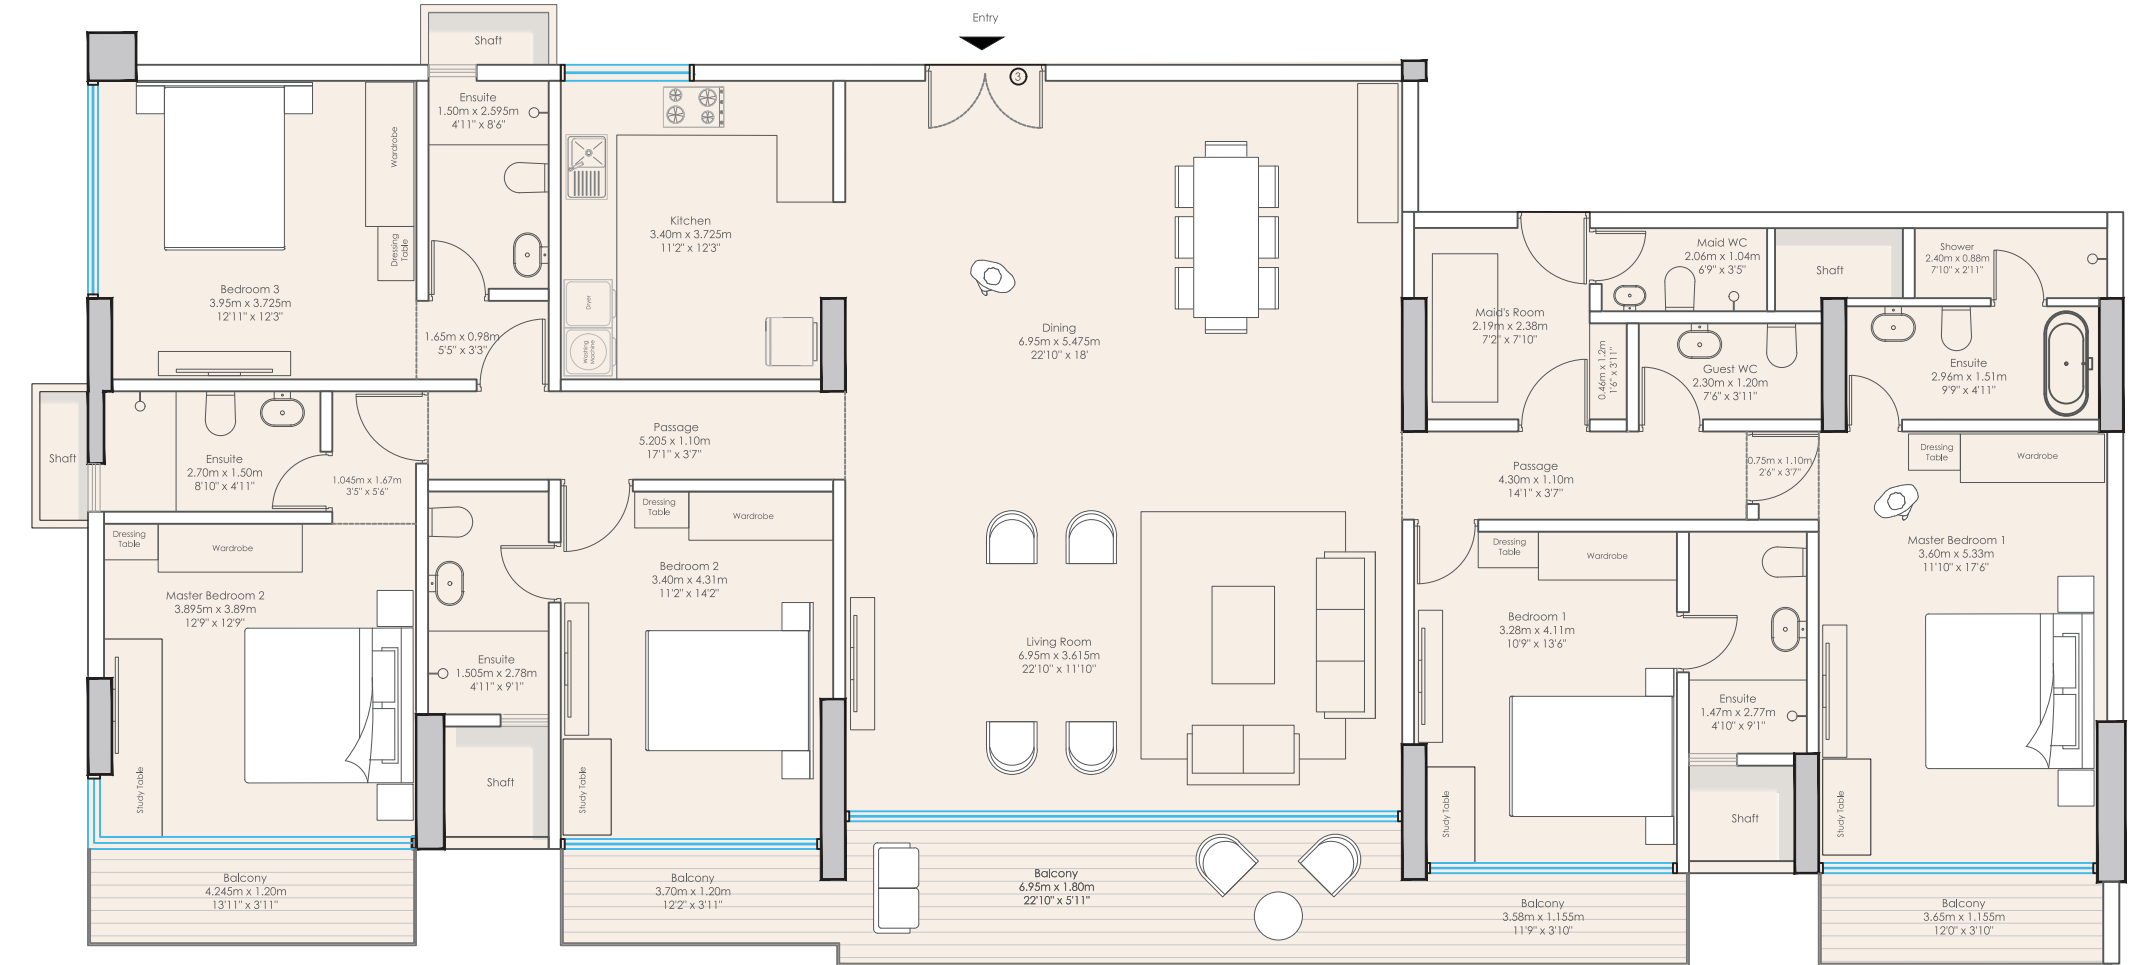 Entry
3
Shaft
Ensuite
1.50m x 2.595m
4'11" x 8'6"
Wardrobe
Dressing
Table
Bedroom 3
3.95m x 3.725m
12'11" x 12'3"
1.65m x 0.98m
5'5" x 3'3"
Kitchen
3.40m x 3.725m
11'2" x 12'3"
Dryer
Washing
Machine
Dining
6.95m x 5.475m
22'10" x 18'
Maid's Room
2.19m x 2.38m
7'2" x 7'10"
Maid WC
2.06m x 1.04m
6'9" x 3'5"
Shaft
Shower
2.40m x 0.88m
7'10" x 2'11"
0.46m x 1.2m
1'6" x 3'11"
Guest WC
2.30m x 1.20m
7'6" x 3'11"
Ensuite
2.96m x 1.51m
9'9" x 4'11"
Shaft
Ensuite
2.70m x 1.50m
8'10" x 4'11"
1.045m x 1.67m
3'5" x 5'6"
Passage
5.205 x 1.10m
17'1" x 3'7"
Passage
4.30m x 1.10m
14'1" x 3'7"
0.75m x 1.10m
2'6" x 3'7"
Dressing
Table
Wardrobe
Dressing
Table
Wardrobe
Master Bedroom 2
3.895m x 3.89m
12'9" x 12'9"
Study Table
Dressing
Table
Wardrobe
Bedroom 2
3.40m x 4.31m
11'2" x 14'2"
Ensuite
1.505m x 2.78m
4'11" x 9'1"
Shaft
Study Table
Living Room
6.95m x 3.615m
22'10" x 11'10"
Dressing
Table
Wardrobe
Bedroom 1
3.28m x 4.11m
10'9" x 13'6"
Ensuite
1.47m x 2.77m
4'10" x 9'1"
Shaft
Study Table
Master Bedroom 1
3.60m x 5.33m
11'10" x 17'6"
Study Table
Balcony
4.245m x 1.20m
13'11" x 3'11"
Balcony
3.70m x 1.20m
12'2" x 3'11"
Balcony
6.95m x 1.80m
22'10" x 5'11"
Balcony
3.58m x 1.155m
11'9" x 3'10"
Balcony
3.65m x 1.155m
12'0" x 3'10"